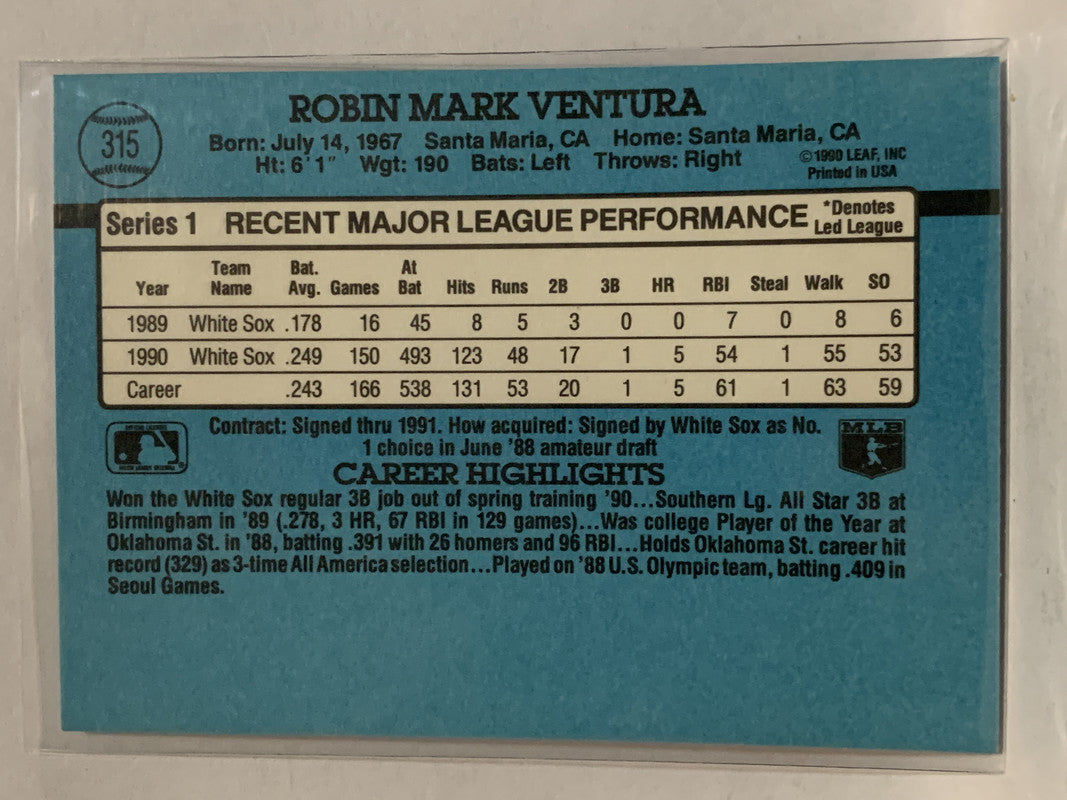 315
ROBIN MARK VENTURA
Born: July 14, 1967 Santa Maria, CA Home: Santa Maria, CA
Ht: 6'1" Wgt: 190 Bats: Left Throws: Right
©1990 LEAF, INC
Printed in USA
Series 1 RECENT MAJOR LEAGUE PERFORMANCE *Denotes Led League
Year Team Name Bat. Avg. Games At Bat Hits Runs 2B 3B HR RBI Steal Walk SO
1989 White Sox .178 16 45 8 5 3 0 0 7 0 8 6
1990 White Sox .249 150 493 123 48 17 1 5 54 1 55 53
Career .243 166 538 131 53 20 1 5 61 1 63 59
Contract: Signed thru 1991. How acquired: Signed by White Sox as No.
1 choice in June '88 amateur draft
MLB
CAREER HIGHLIGHTS
Won the White Sox regular 3B job out of spring training '90...Southern Lg. All Star 3B at
Birmingham in '89 (.278, 3 HR, 67 RBI in 129 games)...Was college Player of the Year at
Oklahoma St. in '88, batting .391 with 26 homers and 96 RBI...Holds Oklahoma St. career hit
record (329) as 3-time All America selection...Played on '88 U.S. Olympic team, batting .409 in
Seoul Games.